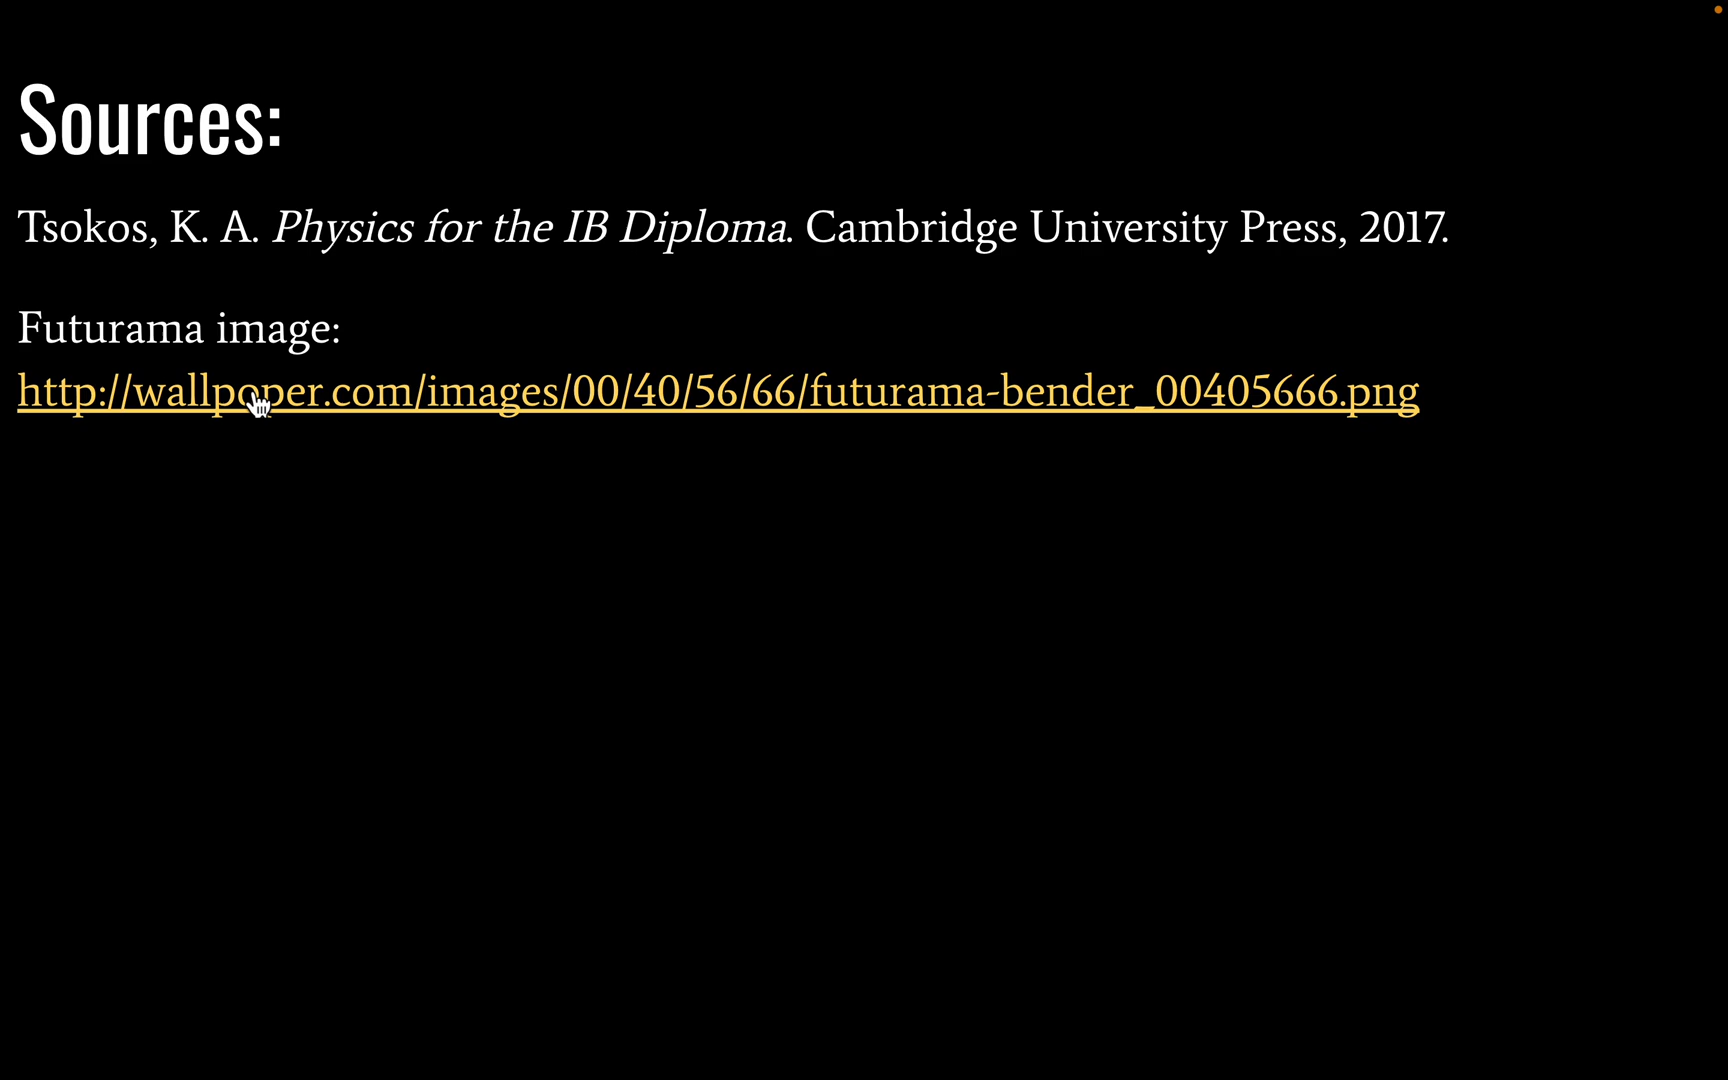 Sources:
Tsokos, K. A. Physics for the IB Diploma. Cambridge University Press, 2017.
Futurama image:
http://wallpoper.com/images/00/40/56/66/futurama-bender_00405666.png